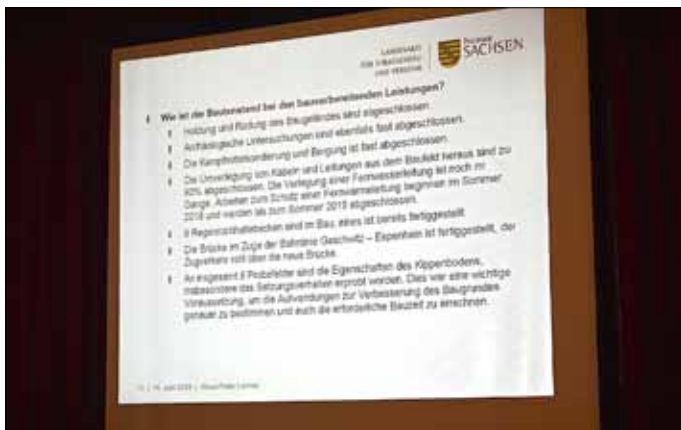 LANDESAMT
FÜR STRASSENBAU
UND VERKEHR
Freistaat
SACHSEN
Wie ist der Bautenstand bei den bauvorbereitenden Leistungen?
Holzung und Rodung des Baugeländes sind abgeschlossen.
Archäologische Untersuchungen sind ebenfalls fast abgeschlossen.
Die Kampfmittelsondierung und Bergung ist fast abgeschlossen.
Die Umverlegung von Kabeln und Leitungen aus dem Baufeld heraus sind zu
90% abgeschlossen. Die Verlegung einer Fernwasserleitung ist noch im
Gange. Arbeiten zum Schutz einer Fernwärmeleitung beginnen im Sommer
2018 und werden bis zum Sommer 2019 abgeschlossen.
Regenrückhaltebecken sind im Bau, eines ist bereits fertiggestellt.
Die Brücke im Zuge der Bahnlinie Gaschwitz – Espenhain ist fertiggestellt, der
Zugverkehr rollt über die neue Brücke.
An insgesamt Probefelder sind die Eigenschaften des Kippenbodens,
insbesondere das Setzungsverhalten erprobt worden. Dies war eine wichtige
Voraussetzung, um die Aufwendungen zur Verbesserung des Baugrundes
genauer zu bestimmen und auch die erforderliche Bauzeit zu errechnen.